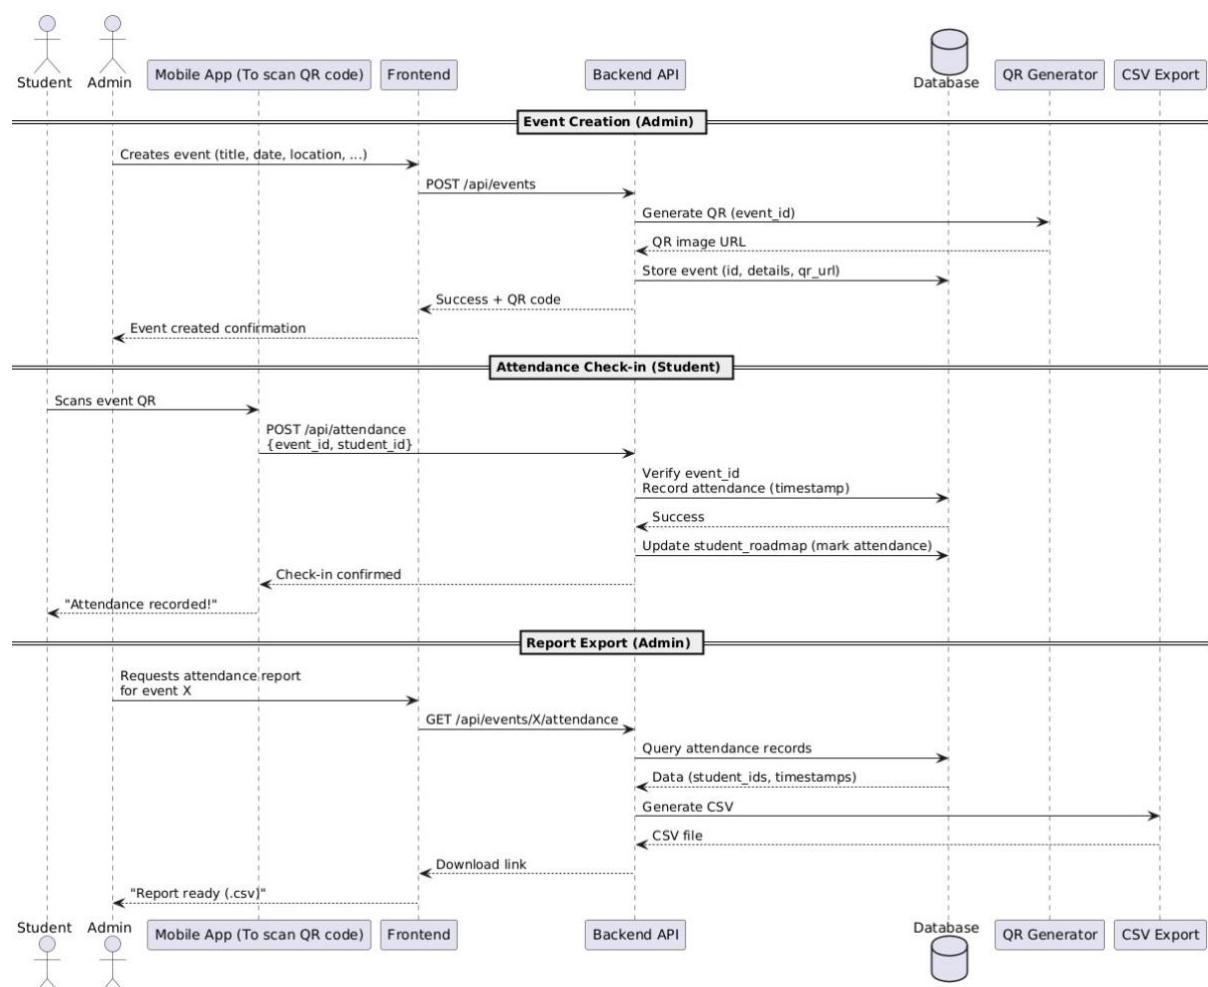 Student
Admin
Mobile App (To scan QR code)
Frontend
Backend API
Database
QR Generator
CSV Export
Event Creation (Admin)
Creates event (title, date, location, ...)
POST /api/events
Generate QR (event_id)
QR image URL
Store event (id, details, qr_url)
Success + QR code
Event created confirmation
Attendance Check-in (Student)
Scans event QR
POST /api/attendance
{event_id, student_id}
Verify event_id
Record attendance (timestamp)
Success
Update student_roadmap (mark attendance)
Check-in confirmed
"Attendance recorded!"
Report Export (Admin)
Requests attendance report
for event X
GET /api/events/X/attendance
Query attendance records
Data (student_ids, timestamps)
Generate CSV
CSV file
Download link
"Report ready (.csv)"
Student
Admin
Mobile App (To scan QR code)
Frontend
Backend API
Database
QR Generator
CSV Export